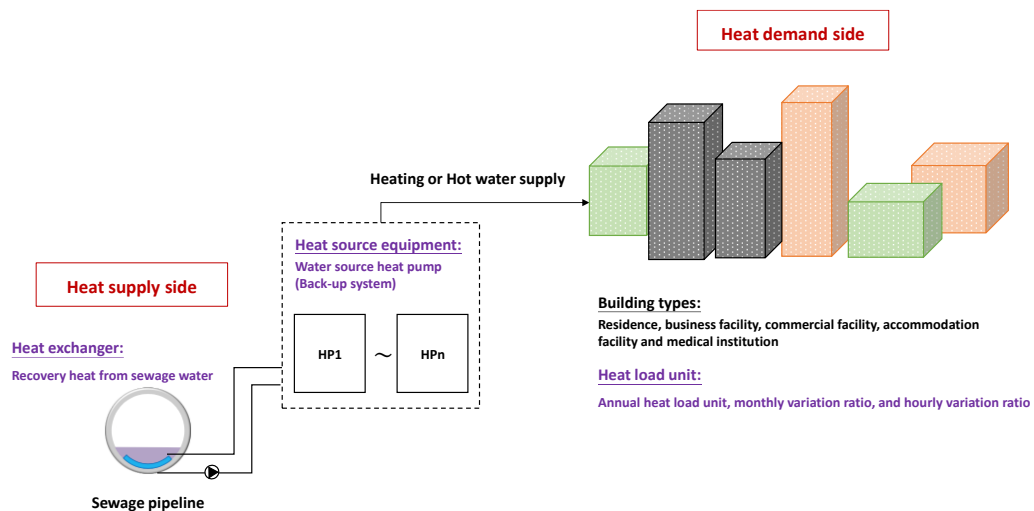 Heat demand side
Heating or Hot water supply
Heat source equipment:
Water source heat pump
(Back-up system)
HP1
～
HPn
Heat supply side
Heat exchanger:
Recovery heat from sewage water
Sewage pipeline
Building types:
Residence, business facility, commercial facility, accommodation
facility and medical institution
Heat load unit:
Annual heat load unit, monthly variation ratio, and hourly variation ratio